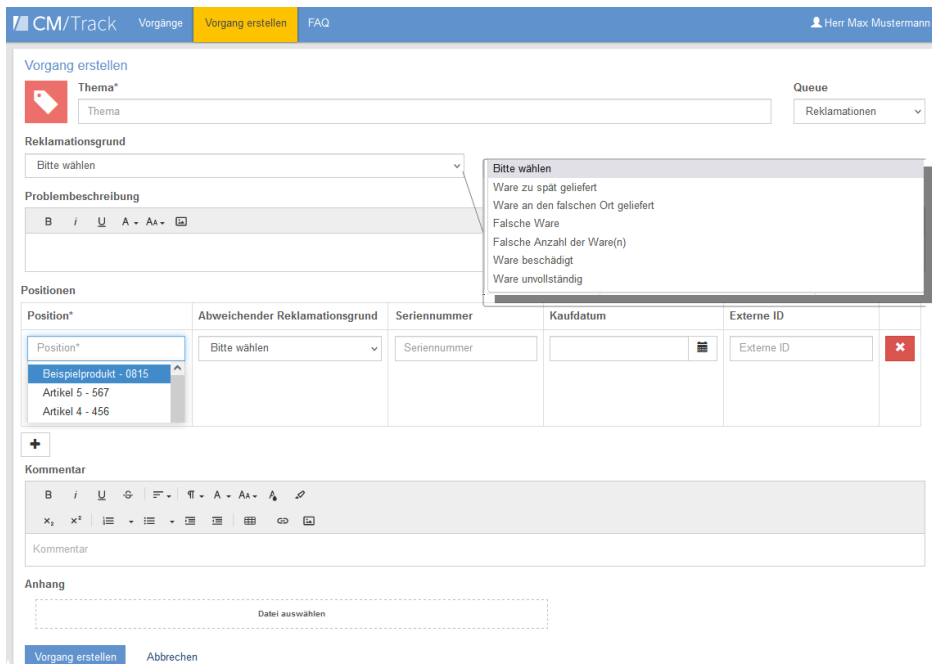 CM/Track Vorgänge Vorgang erstellen FAQ Herr Max Mustermann
Vorgang erstellen
Thema* Queue
Thema Reklamationen
Reklamationsgrund
Bitte wählen
Bitte wählen
Ware zu spät geliefert
Ware an den falschen Ort geliefert
Falsche Ware
Falsche Anzahl der Ware(n)
Ware beschädigt
Ware unvollständig
Problembeschreibung
B i U A AA
Positionen
Position* Abweichender Reklamationsgrund Seriennummer Kaufdatum Externe ID
Position* Bitte wählen Seriennummer Externe ID
Beispielprodukt - 0815
Artikel 5 - 567
Artikel 4 - 456
Kommentar
B i U S ¶ A AA A
x₂ x²
Kommentar
Anhang
Datei auswählen
Vorgang erstellen Abbrechen